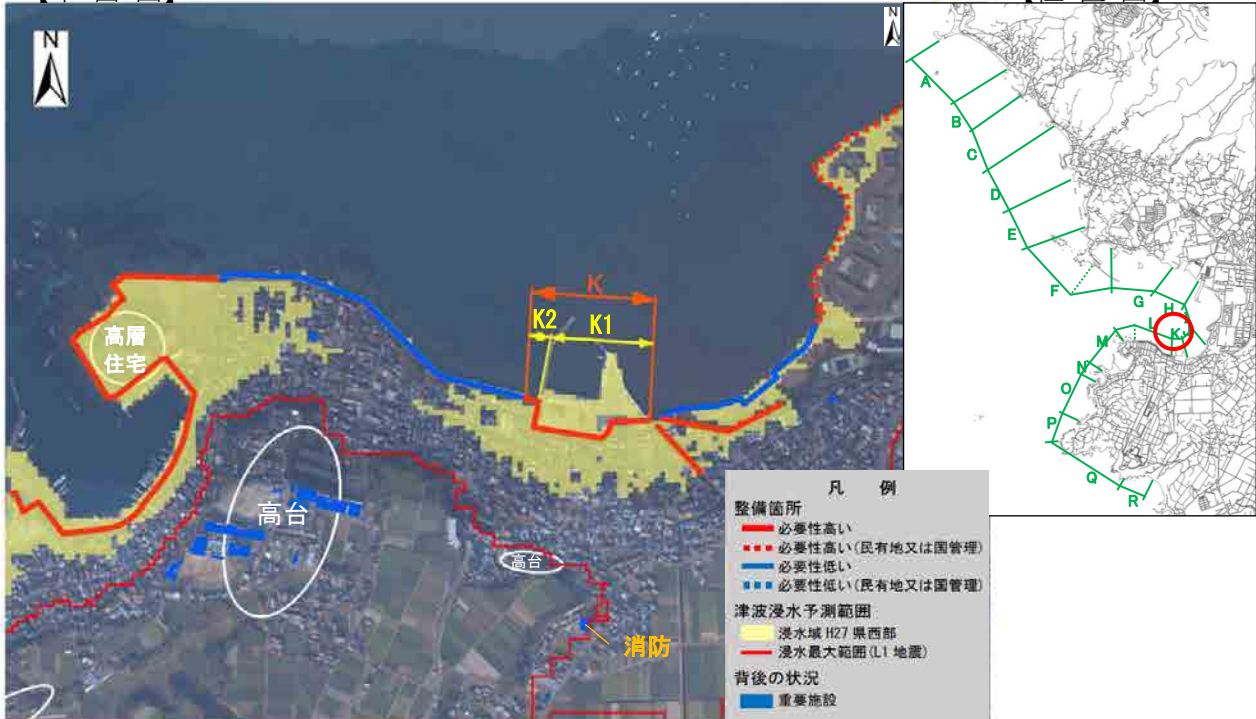 N
N
K
K2
K1
高層
住宅
高台
高台
消防
凡 例
整備箇所
必要性高い
必要性高い(民有地又は国管理)
必要性低い
必要性低い(民有地又は国管理)
津波浸水予測範囲
浸水域 H27 県西部
浸水最大範囲(L1 地震)
背後の状況
重要施設
A
B
C
D
E
F
G
H
L
K
J
M
N
O
P
Q
R